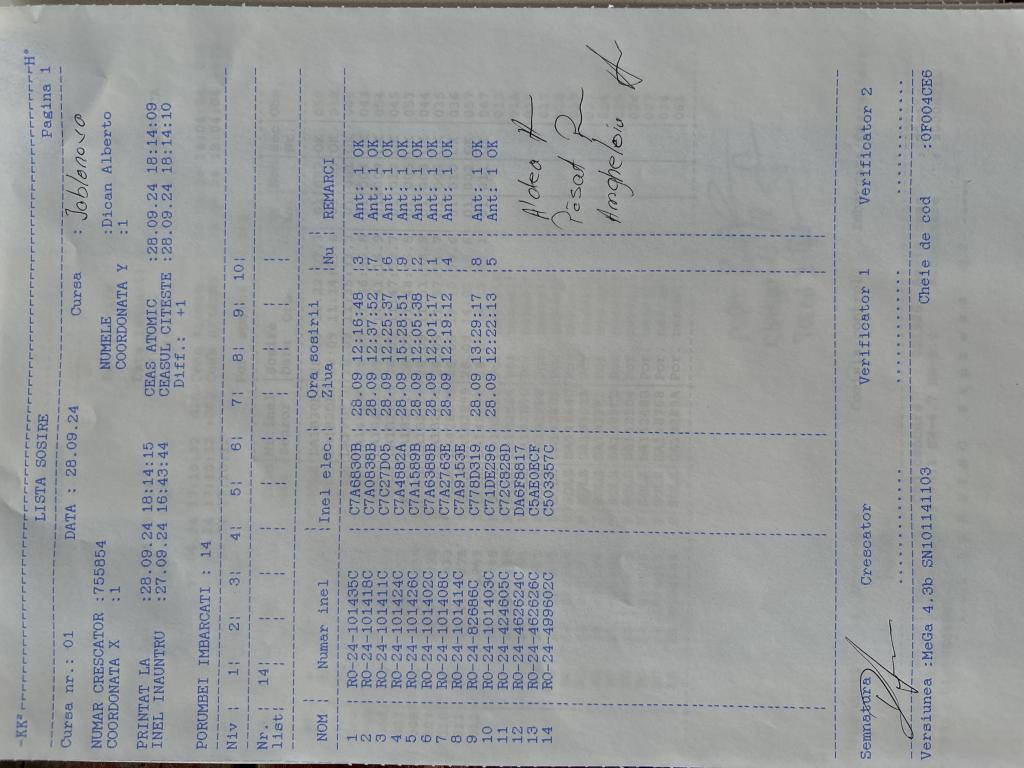 -KK*-------------------------H*
LISTA SOSIRE Pagina 1
Cursa nr.: 01 DATA : 28.09.24 Cursa : Joblonovo
NUMAR CRESCATOR :755854 NUMELE :Dican Alberto
COORDONATA X :1 COORDONATA Y :1
PRINTAT LA :28.09.24 18:14:15 CEAS ATOMIC :28.09.24 18:14:09
INEL INAUNTRU :27.09.24 16:43:44 CEASUL CITESTE :28.09.24 18:14:10
Diff.: +1
PORUMBEI IMBARCATI : 14
Niv | 1| 2| 3| 4| 5| 6| 7| 8| 9| 10|
Nr. | 14| | | | | | | | | |
list| | | | | | | | | | |
Ora sosirii
NOM | Numar inel |Inel elec.| Ziua |Nu | REMARCI
1 : RO-24-101436C : C7A6830B : 28.09 12:16:48 :3 : Ant: 1 OK
2 : RO-24-101418C : C7A0538B : 28.09 12:37:52 :7 : Ant: 1 OK
3 : RO-24-101411C : C7C27D05 : 28.09 12:25:37 :6 : Ant: 1 OK
4 : RO-24-101424C : C7A4882A : 28.09 15:28:51 :9 : Ant: 1 OK
5 : RO-24-101426C : C7A1589B : 28.09 12:05:38 :2 : Ant: 1 OK
6 : RO-24-101402C : C7A6388B : 28.09 12:01:17 :1 : Ant: 1 OK
7 : RO-24-101408C : C7A2763E : 28.09 12:19:12 :4 : Ant: 1 OK
8 : RO-24-101414C : C7A9153E : : :
9 : RO-24-82886C : C778D319 : 28.09 13:29:17 :8 : Ant: 1 OK
10 : RO-24-101403C : C71DE296 : 28.09 12:22:13 :5 : Ant: 1 OK
11 : RO-24-424605C : C72C828D : : :
12 : RO-24-462624C : DA6F8817 : : :
13 : RO-24-462626C : C5AE0E0F : : :
14 : RO-24-499602C : C503357C : : :
Aldea
Pisat
Amgheloiu
Semnatura : Crescator Verificator 1 Verificator 2
Versiunea :MeGa 4.3b SN101141103 Cheie de cod :0F004CE6